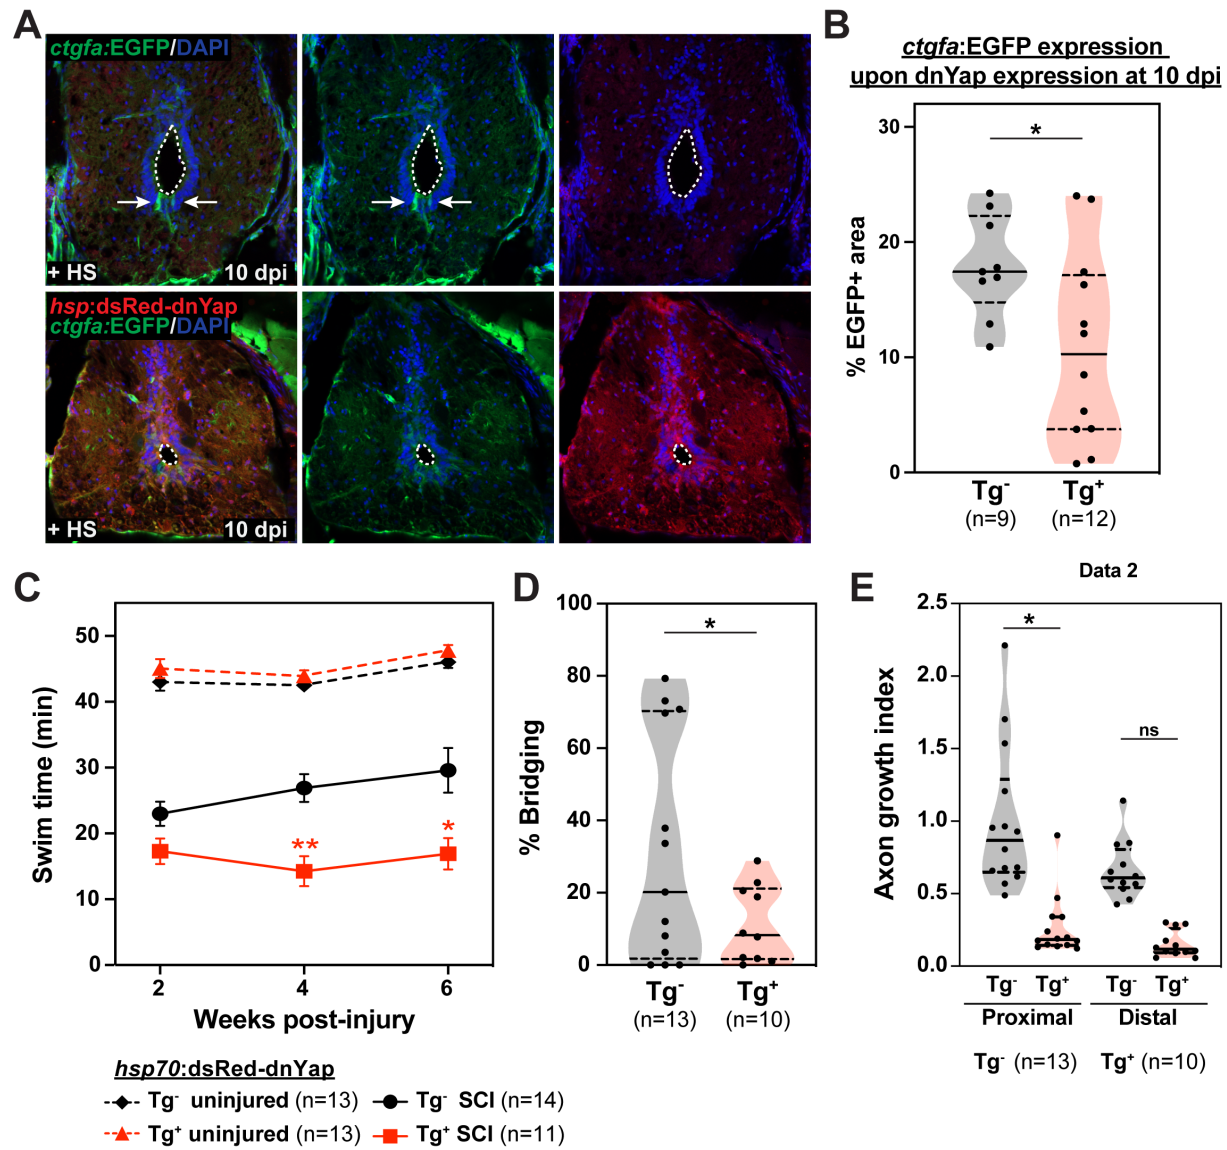 A
ctgfa:EGFP/DAPI
+ HS
10 dpi
hsp:dsRed-dnYap
ctgfa:EGFP/DAPI
+ HS
10 dpi
B
ctgfa:EGFP expression
upon dnYap expression at 10 dpi
% EGFP+ area
30
20
10
0
*
Tg⁻ Tg⁺
(n=9) (n=12)
C
Swim time (min)
50
40
30
20
10
0
** *
2 4 6
Weeks post-injury
hsp70:dsRed-dnYap
Tg⁻ uninjured (n=13) Tg⁻ SCI (n=14)
Tg⁺ uninjured (n=13) Tg⁺ SCI (n=11)
D
% Bridging
100
80
60
40
20
0
*
Tg⁻ Tg⁺
(n=13) (n=10)
E
Data 2
Axon growth index
2.5
2.0
1.5
1.0
0.5
0.0
* ns
Tg⁻ Tg⁺ Tg⁻ Tg⁺
Proximal Distal
Tg⁻ (n=13) Tg⁺ (n=10)